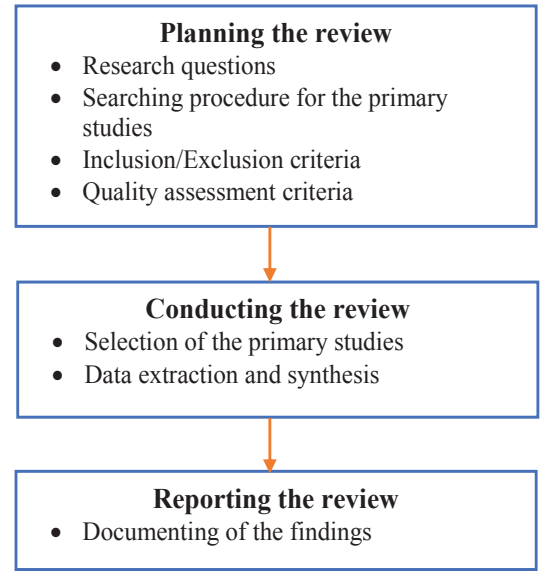 Planning the review
• Research questions
• Searching procedure for the primary
studies
• Inclusion/Exclusion criteria
• Quality assessment criteria
Conducting the review
• Selection of the primary studies
• Data extraction and synthesis
Reporting the review
• Documenting of the findings